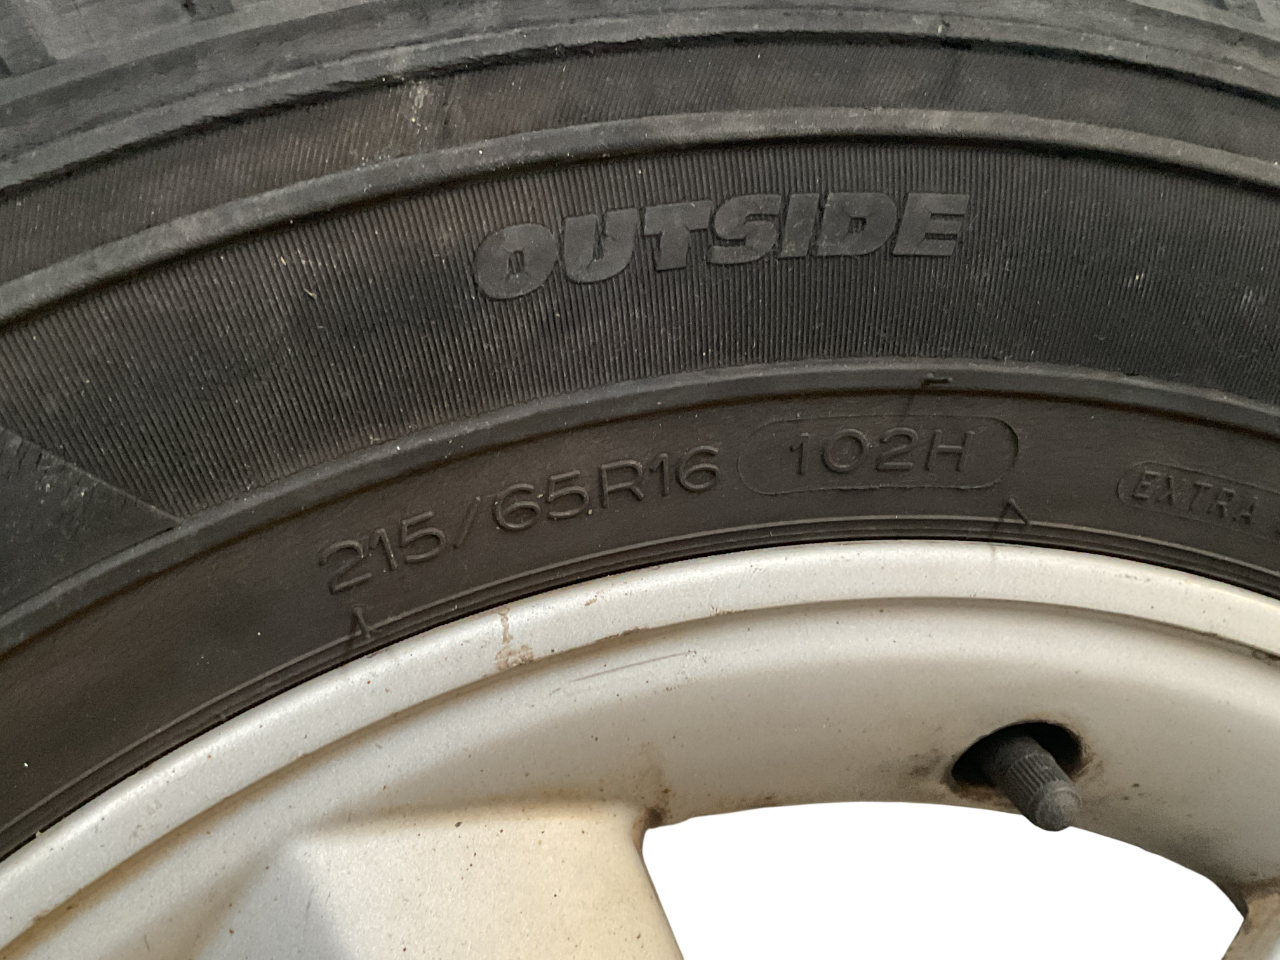 OUTSIDE
215/65R16 102H
EXTRA